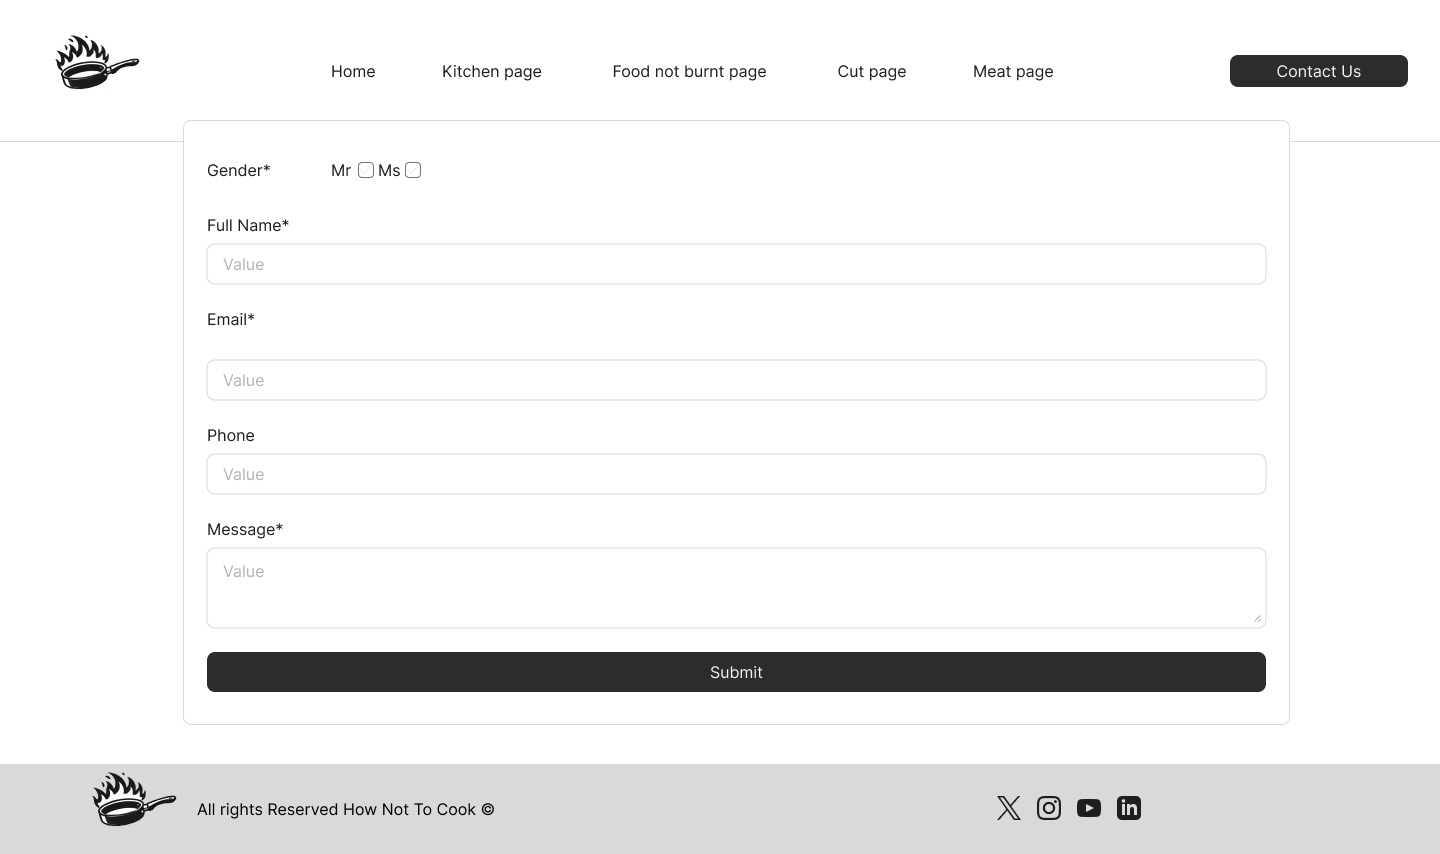 Home Kitchen page Food not burnt page Cut page Meat page Contact Us
Gender* Mr Ms
Full Name*
Value
Email*
Value
Phone
Value
Message*
Value
Submit
All rights Reserved How Not To Cook ©